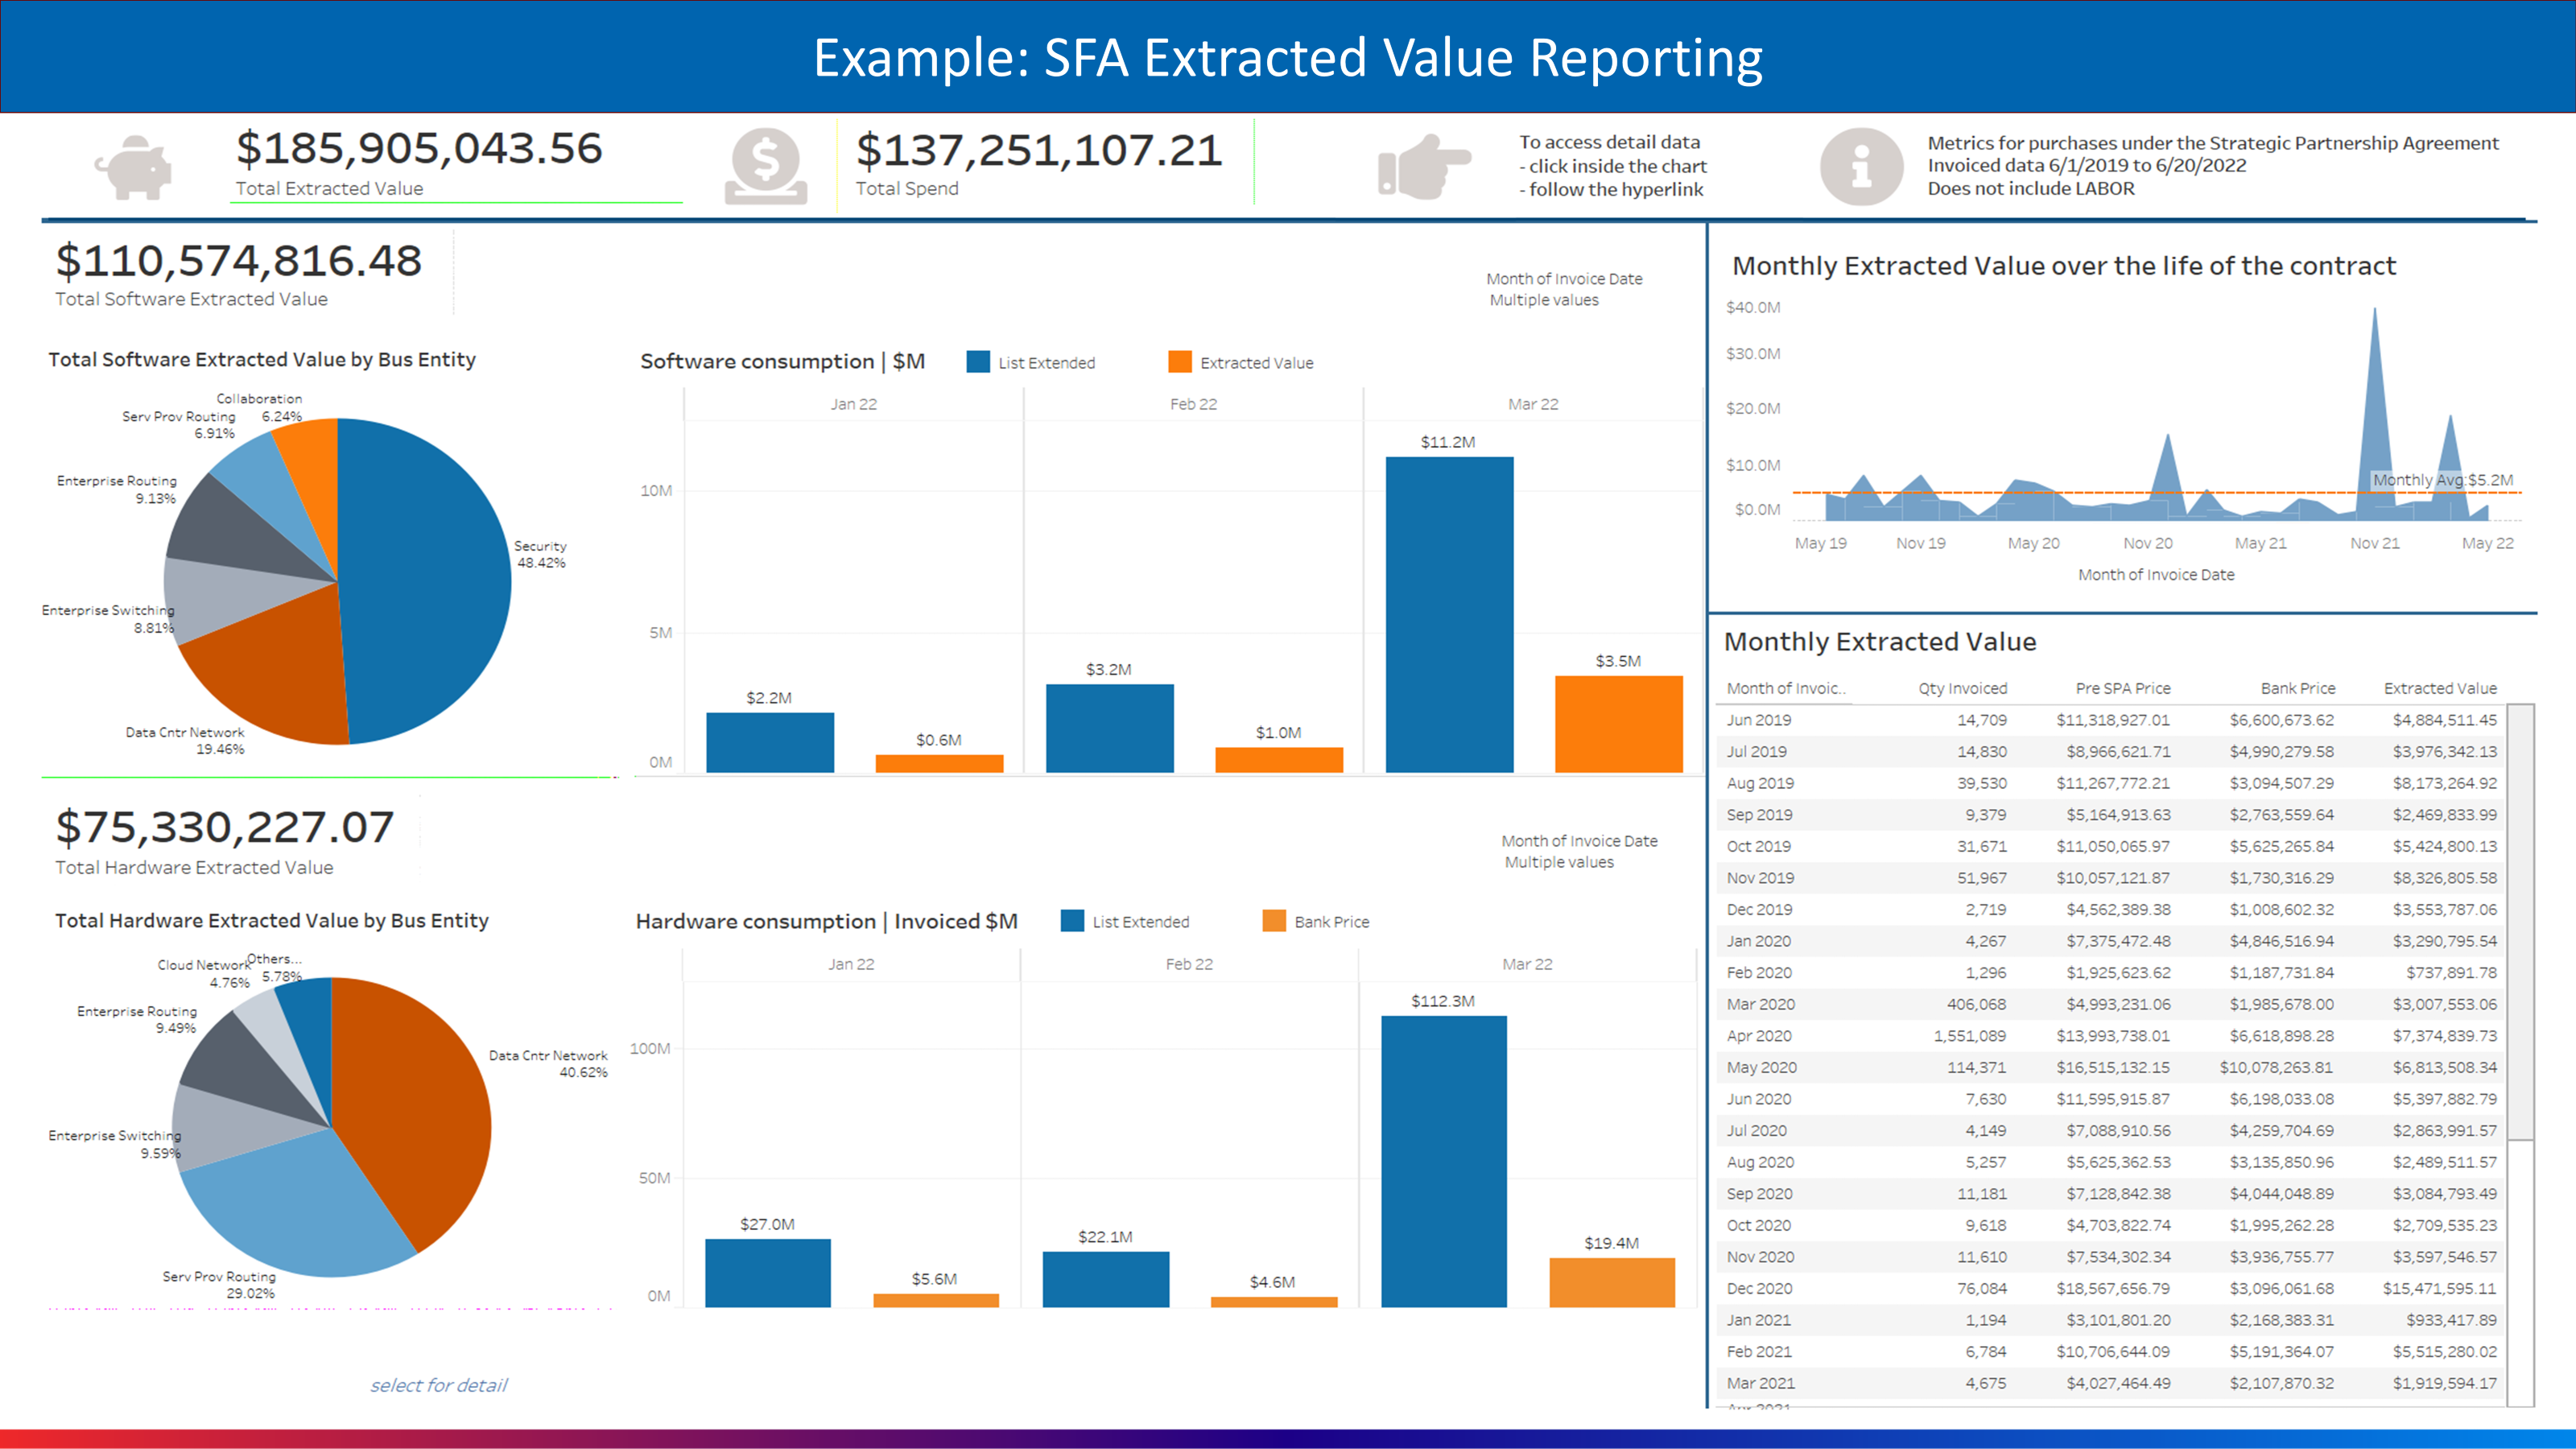 Example: SFA Extracted Value Reporting
$185,905,043.56
Total Extracted Value
$137,251,107.21
Total Spend
To access detail data
- click inside the chart
- follow the hyperlink
Metrics for purchases under the Strategic Partnership Agreement
Invoiced data 6/1/2019 to 6/20/2022
Does not include LABOR
$110,574,816.48
Total Software Extracted Value
Month of Invoice Date
Multiple values
Total Software Extracted Value by Bus Entity
Collaboration
6.24%
Serv Prov Routing
6.91%
Enterprise Routing
9.13%
Security
48.42%
Enterprise Switching
8.81%
Data Cntr Network
19.46%
Software consumption | $M
List Extended
Extracted Value
Jan 22
Feb 22
Mar 22
10M
5M
0M
$2.2M
$0.6M
$3.2M
$1.0M
$11.2M
$3.5M
$75,330,227.07
Total Hardware Extracted Value
Month of Invoice Date
Multiple values
Total Hardware Extracted Value by Bus Entity
Others...
5.78%
Cloud Network
4.76%
Enterprise Routing
9.49%
Data Cntr Network
40.62%
Enterprise Switching
9.59%
Serv Prov Routing
29.02%
Hardware consumption | Invoiced $M
List Extended
Bank Price
Jan 22
Feb 22
Mar 22
100M
50M
0M
$27.0M
$5.6M
$22.1M
$4.6M
$112.3M
$19.4M
select for detail
Monthly Extracted Value over the life of the contract
$40.0M
$30.0M
$20.0M
$10.0M
$0.0M
Monthly Avg:$5.2M
May 19 Nov 19 May 20 Nov 20 May 21 Nov 21 May 22
Month of Invoice Date
Monthly Extracted Value
Month of Invoic.. Qty Invoiced Pre SPA Price Bank Price Extracted Value
Jun 2019 14,709 $11,318,927.01 $6,600,673.62 $4,884,511.45
Jul 2019 14,830 $8,966,621.71 $4,990,279.58 $3,976,342.13
Aug 2019 39,530 $11,267,772.21 $3,094,507.29 $8,173,264.92
Sep 2019 9,379 $5,164,913.63 $2,763,559.64 $2,469,833.99
Oct 2019 31,671 $11,050,065.97 $5,625,265.84 $5,424,800.13
Nov 2019 51,967 $10,057,121.87 $1,730,316.29 $8,326,805.58
Dec 2019 2,719 $4,562,389.38 $1,008,602.32 $3,553,787.06
Jan 2020 4,267 $7,375,472.48 $4,846,516.94 $3,290,795.54
Feb 2020 1,296 $1,925,623.62 $1,187,731.84 $737,891.78
Mar 2020 406,068 $4,993,231.06 $1,985,678.00 $3,007,553.06
Apr 2020 1,551,089 $13,993,738.01 $6,618,898.28 $7,374,839.73
May 2020 114,371 $16,515,132.15 $10,078,263.81 $6,813,508.34
Jun 2020 7,630 $11,595,915.87 $6,198,033.08 $5,397,882.79
Jul 2020 4,149 $7,088,910.56 $4,259,704.69 $2,863,991.57
Aug 2020 5,257 $5,625,362.53 $3,135,850.96 $2,489,511.57
Sep 2020 11,181 $7,128,842.38 $4,044,048.89 $3,084,793.49
Oct 2020 9,618 $4,703,822.74 $1,995,262.28 $2,709,535.23
Nov 2020 11,610 $7,534,302.34 $3,936,755.77 $3,597,546.57
Dec 2020 76,084 $18,567,656.79 $3,096,061.68 $15,471,595.11
Jan 2021 1,194 $3,101,801.20 $2,168,383.31 $933,417.89
Feb 2021 6,784 $10,706,644.09 $5,191,364.07 $5,515,280.02
Mar 2021 4,675 $4,027,464.49 $2,107,870.32 $1,919,594.17